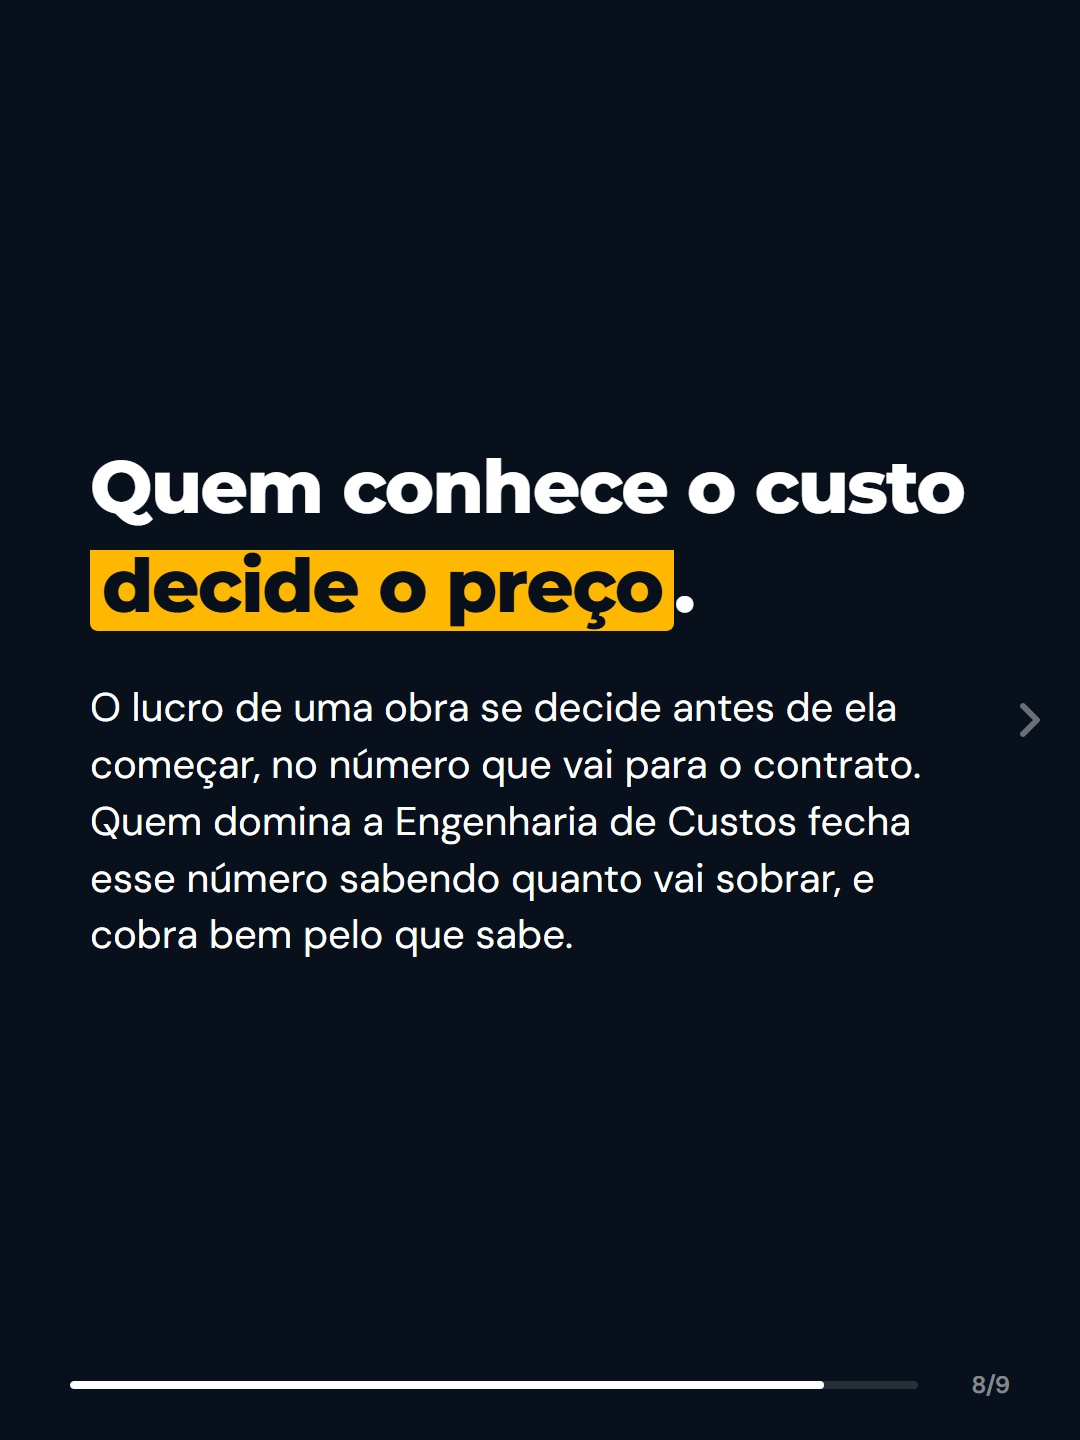 Quem conhece o custo
decide o preço.
O lucro de uma obra se decide antes de ela
começar, no número que vai para o contrato.
Quem domina a Engenharia de Custos fecha
esse número sabendo quanto vai sobrar, e
cobra bem pelo que sabe.
8/9